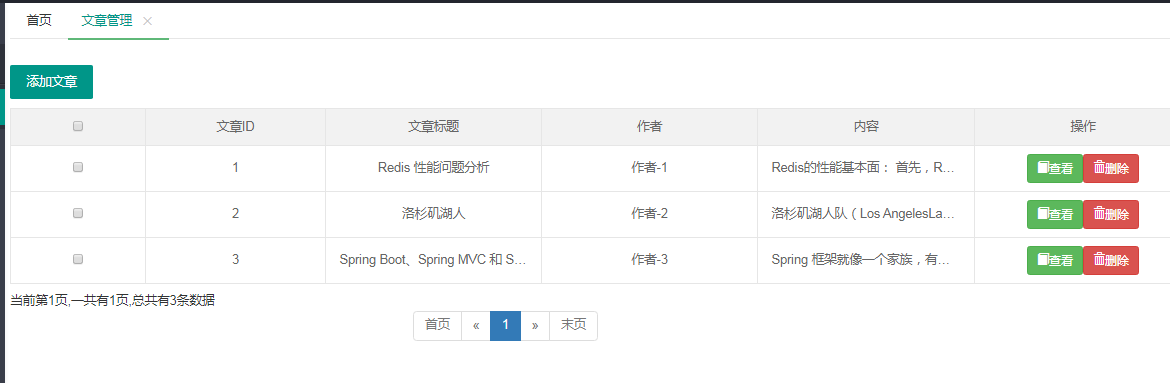 首页 文章管理 ×
添加文章
文章ID 文章标题 作者 内容 操作
1 Redis 性能问题分析 作者-1 Redis的性能基本面： 首先，R... 查看 删除
2 洛杉矶湖人 作者-2 洛杉矶湖人队（Los AngelesLa... 查看 删除
3 Spring Boot、Spring MVC 和 S... 作者-3 Spring 框架就像一个家族，有... 查看 删除
当前第1页,一共有1页,总共有3条数据
首页 « 1 » 末页